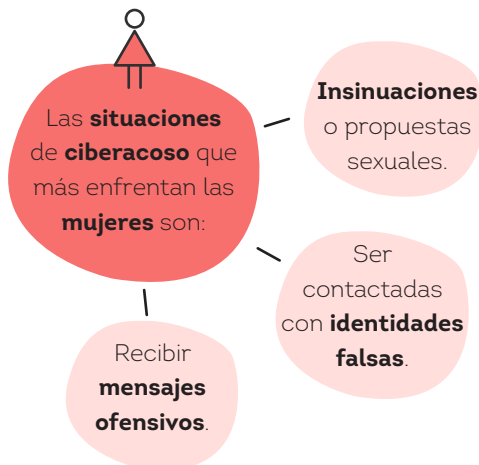 Las situaciones
de ciberacoso que
más enfrentan las
mujeres son:
Insinuaciones
o propuestas
sexuales.
Ser
contactadas
con identidades
falsas.
Recibir
mensajes
ofensivos.